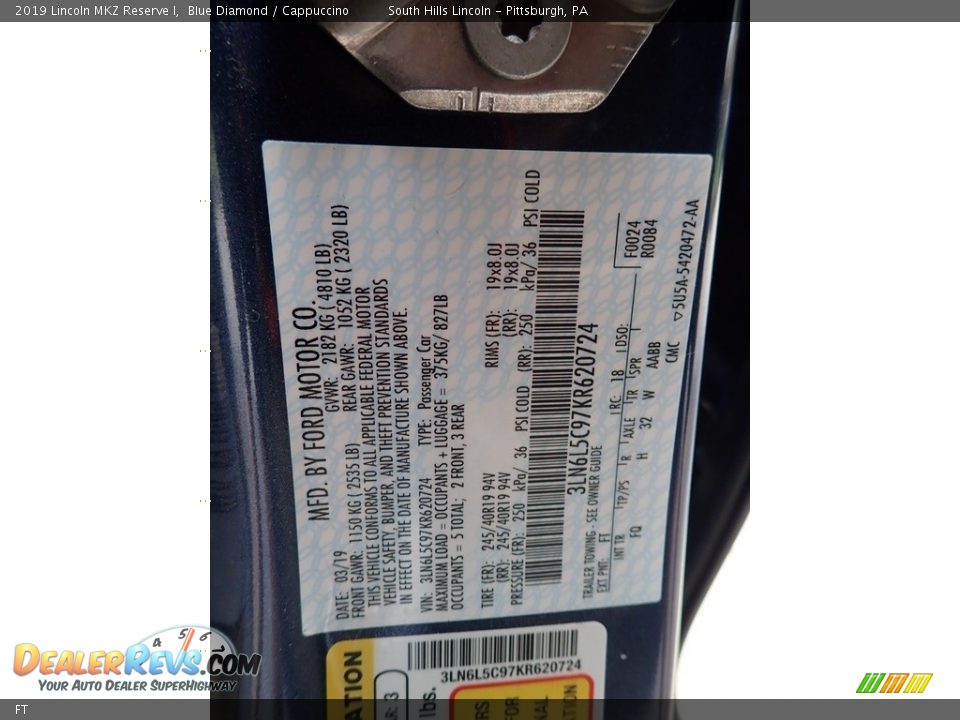 2019 Lincoln MKZ Reserve I, Blue Diamond / Cappuccino South Hills Lincoln - Pittsburgh, PA
MFD. BY FORD MOTOR CO.
DATE: 03/19 GVWR: 2182 KG ( 4810 LB)
FRONT GAWR: 1150 KG ( 2535 LB) REAR GAWR: 1052 KG ( 2320 LB)
THIS VEHICLE CONFORMS TO ALL APPLICABLE FEDERAL MOTOR
VEHICLE SAFETY, BUMPER, AND THEFT PREVENTION STANDARDS
IN EFFECT ON THE DATE OF MANUFACTURE SHOWN ABOVE.
VIN: 3LN6L5C97KR620724 TYPE: Passenger Car
MAXIMUM LOAD = OCCUPANTS + LUGGAGE = 375KG/ 827LB
OCCUPANTS = 5 TOTAL; 2 FRONT, 3 REAR
TIRE (FR): 245/40R19 94V RIMS (FR): 19x8.0J
(RR): 245/40R19 94V (RR): 19x8.0J
PRESSURE (FR): 250 kPa/ 36 PSI COLD (RR): 250 kPa/ 36 PSI COLD
3LN6L5C97KR620724
TRAILER TOWING - SEE OWNER GUIDE
EXT PNT: FT RC: 18 DSO: F0024
R0084
INT TR TP/PS R AXLE TR SPR
FQ H 32 W AABB
CMC
▽5U5A-5420472-AA
3LN6L5C97KR620724
lbs.
DEALERREVS.COM
YOUR AUTO DEALER SUPERHIGHWAY
4 5 6
FT